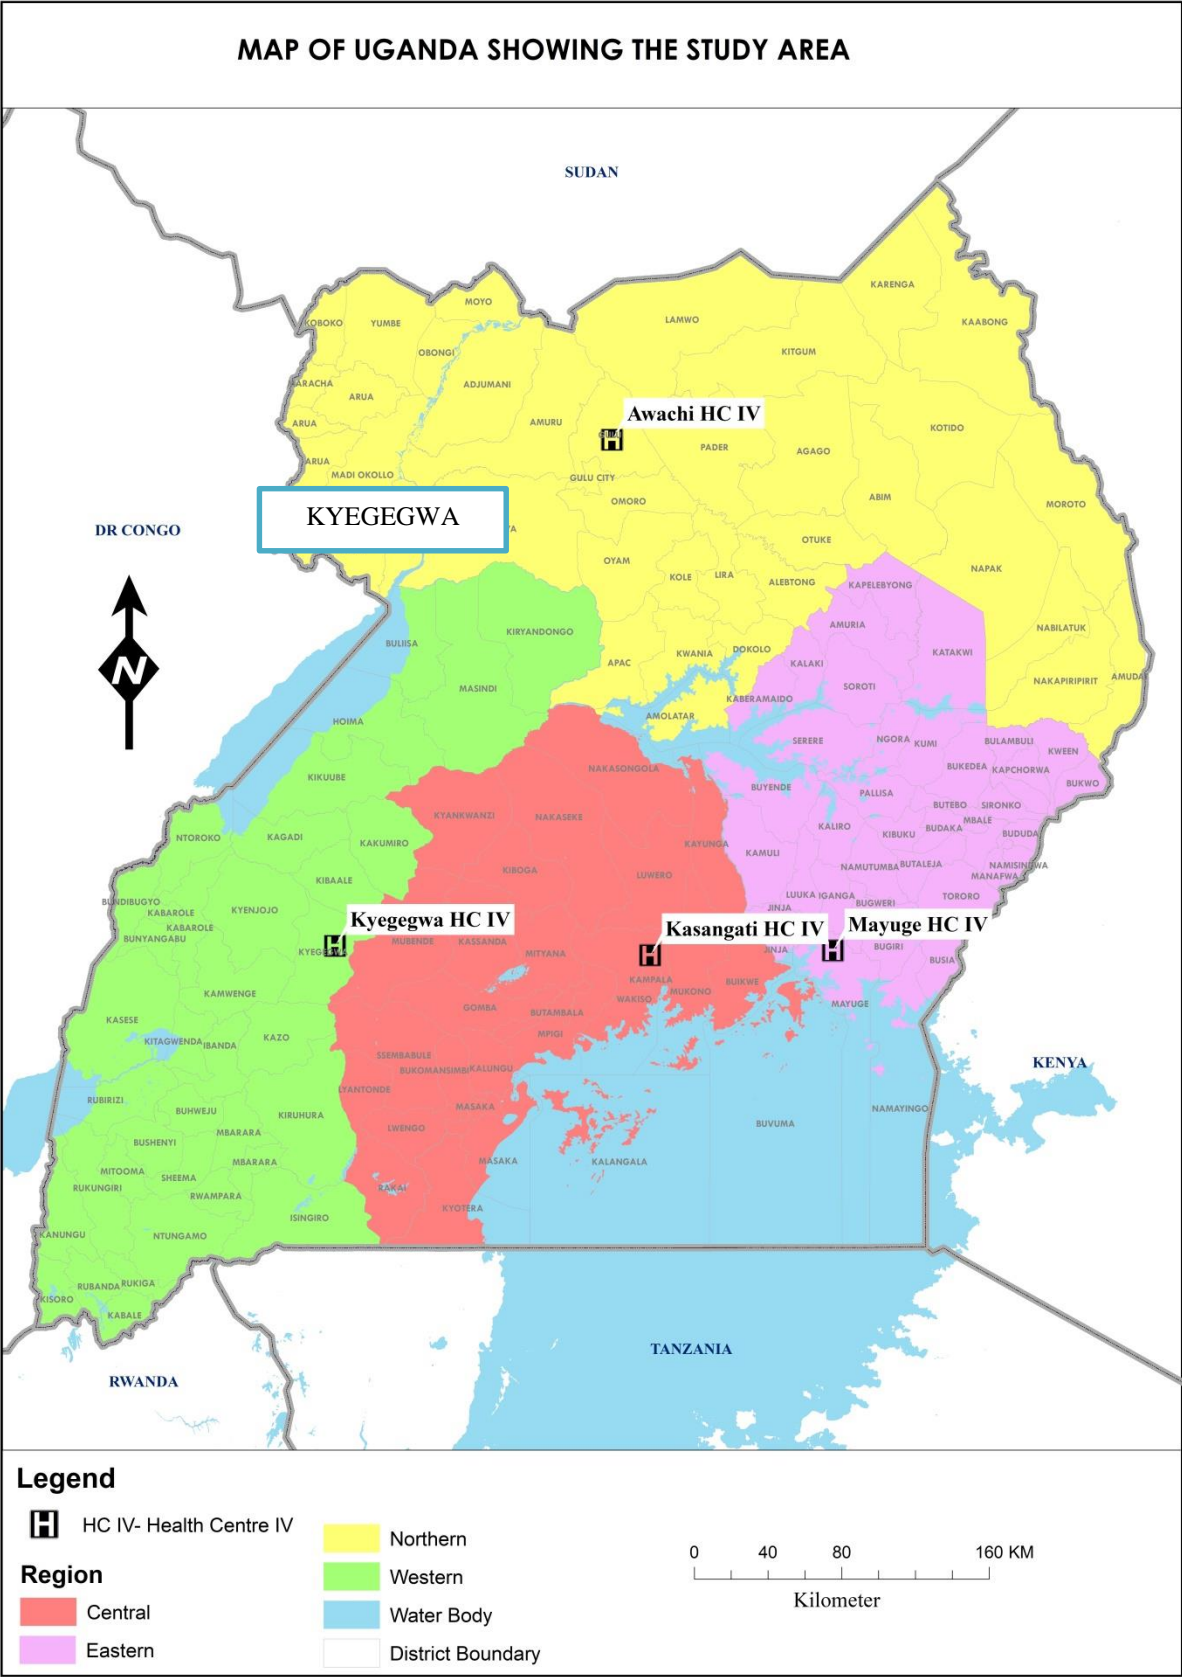 MAP OF UGANDA SHOWING THE STUDY AREA
SUDAN
KARENGA
MOYO
KOBOKO YUMBE
LAMWO
KAABONG
OBONGI
KITGUM
ARACHA
ADJUMANI
ARUA
Awachi HC IV
ARUA
AMURU
KOTIDO
PADER
AGAGO
ARUA
MADI OKOLLO
GULU CITY
OMORO
ABIM
MOROTO
KYEGEGWA
YA
DR CONGO
OTUKE
OYAM
NAPAK
KOLE LIRA ALEBTONG
KAPELEBYONG
N
AMURIA
NABILATUK
KIRYANDONGO
BULIISA
KWANIA DOKOLO
KATAKWI
APAC
KALAKI
NAKAPIRIPIRIT AMUDA
MASINDI
SOROTI
KABERAMAIDO
HOIMA
AMOLATAR
SERERE
NGORA KUMI
BULAMBULI
KWEEN
NAKASONGOLA
BUKEDEA KAPCHORWA
KIKUUBE
BUYENDE
BUKWO
PALLISA
BUTEBO SIRONKO
KYANKWANZI NAKASEKE
MBALE
NTOROKO KAGADI
KALIRO
KIBUKU BUDAKA
BUDUDA
KAKUMIRO
KAYUNGA
KAMULI
NAMUTUMBA BUTALEJA
NAMISINDWA
KIBOGA
LUWERO
MANAFWA
KIBAALE
LUUKA IGANGA
BUGWERI
TORORO
BUNDIBUGYO
KABAROLE
KYENJOJO
JINJA
KABAROLE
Kyegegwa HC IV
Kasangati HC IV
Mayuge HC IV
BUNYANGABU
MUBENDE KASSANDA
KYEGEGWA
MITYANA
JINJA
BUGIRI
BUSIA
KAMPALA
BUIKWE
KAMWENGE
WAKISO
MUKONO
MAYUGE
GOMBA
BUTAMBALA
KASESE
MPIGI
KAZO
KITAGWENDA IBANDA
SSEMBABULE
KENYA
BUKOMANSIMBI KALUNGU
LYANTONDE
RUBIRIZI
MASAKA
NAMAYINGO
BUHWEJU
KIRUHURA
BUVUMA
MBARARA
LWENGO
BUSHENYI
MBARARA
MASAKA
KALANGALA
MITOOMA
SHEEMA
RUKUNGIRI
RWAMPARA
RAKAI
KYOTERA
ISINGIRO
KANUNGU
NTUNGAMO
RUBANDA RUKIGA
KISORO
KABALE
TANZANIA
RWANDA
Legend
H HC IV- Health Centre IV
Region
Central
Eastern
Northern
Western
Water Body
District Boundary
0 40 80 160 KM
Kilometer